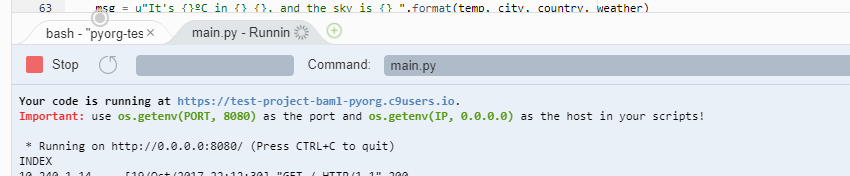 63 msg = u"It's {}ºC in {} {}, and the sky is {} ".format(temp, city, country, weather)
bash - "pyorg-tes × main.py - Runnin
Stop Command: main.py
Your code is running at https://test-project-baml-pyorg.c9users.io.
Important: use os.getenv(PORT, 8080) as the port and os.getenv(IP, 0.0.0.0) as the host in your scripts!
* Running on http://0.0.0.0:8080/ (Press CTRL+C to quit)
INDEX
10.240.1.14 - - [19/Oct/2017 22:12:30] "GET / HTTP/1.1" 200